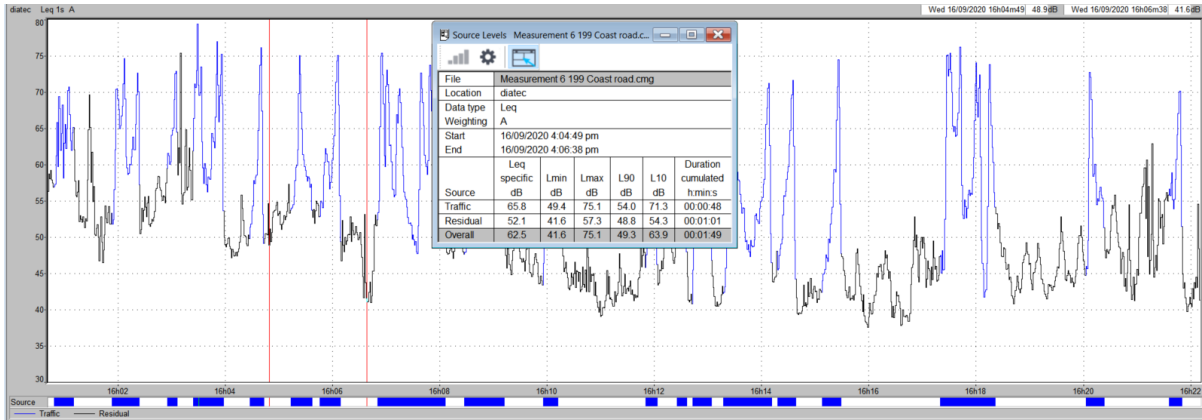 diatec Leq 1s A
Wed 16/09/2020 16h04m49 48.9dB Wed 16/09/2020 16h06m38 41.6dB
80
75
70
65
60
55
50
45
40
35
30
Source Levels Measurement 6 199 Coast road.c...
File Measurement 6 199 Coast road.cmg
Location diatec
Data type Leq
Weighting A
Start 16/09/2020 4:04:49 pm
End 16/09/2020 4:06:38 pm
Leq Duration
specific Lmin Lmax L90 L10 cumulated
Source dB dB dB dB dB h:min:s
Traffic 65.8 49.4 75.1 54.0 71.3 00:00:48
Residual 52.1 41.6 57.3 48.8 54.3 00:01:01
Overall 62.5 41.6 75.1 49.3 63.9 00:01:49
16h02 16h04 16h06 16h08 16h10 16h12 16h14 16h16 16h18 16h20 16h22
Source
Traffic Residual